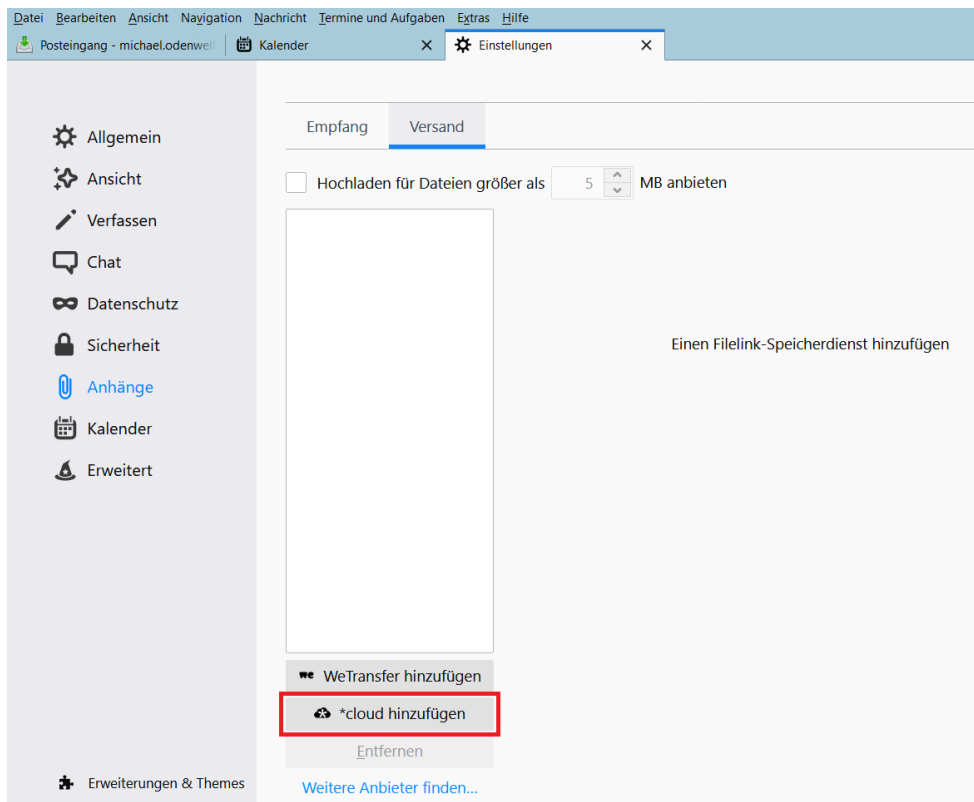 Datei Bearbeiten Ansicht Navigation Nachricht Termine und Aufgaben Extras Hilfe
Posteingang - michael.odenwel Kalender Einstellungen
Empfang Versand
Allgemein
Ansicht
Verfassen
Chat
Datenschutz
Sicherheit
Anhänge
Kalender
Erweitert
Erweiterungen & Themes
Hochladen für Dateien größer als 5 MB anbieten
Einen Filelink-Speicherdienst hinzufügen
we WeTransfer hinzufügen
*cloud hinzufügen
Entfernen
Weitere Anbieter finden...